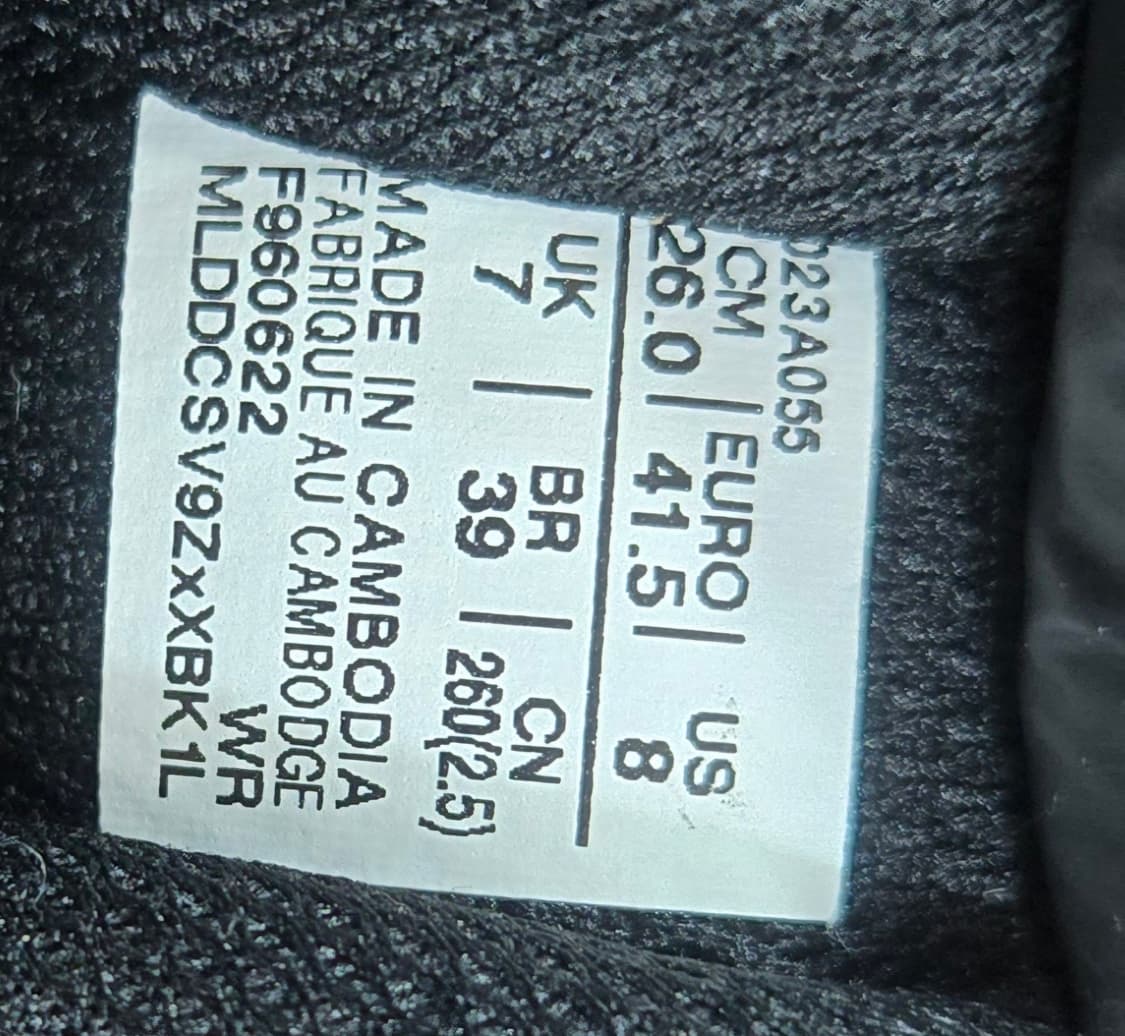 023A055
CM | EURO | US
26.0 | 41.5 | 8
UK | BR | CN
7 | 39 | 260(2.5)
MADE IN CAMBODIA
FABRIQUE AU CAMBODGE
F960622 WR
MLDDCSV9ZxXBK1L